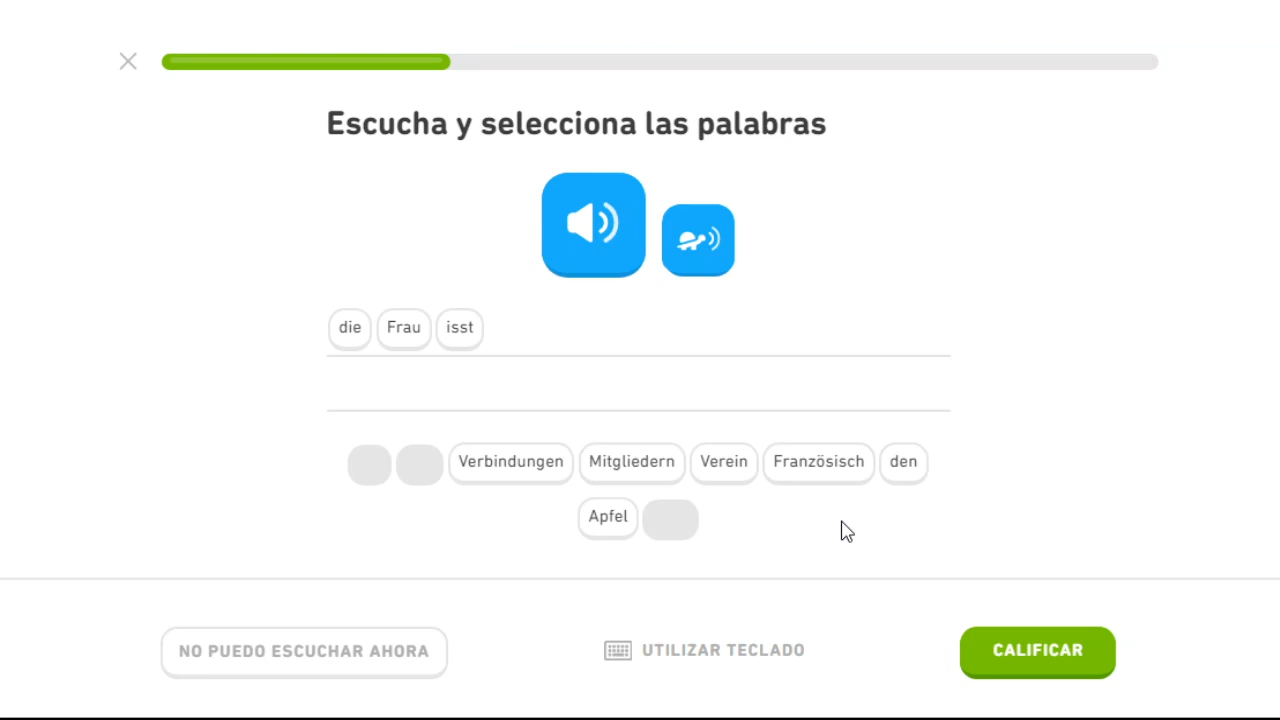 Escucha y selecciona las palabras
die Frau isst
Verbindungen Mitgliedern Verein Französisch den
Apfel
NO PUEDO ESCUCHAR AHORA UTILIZAR TECLADO CALIFICAR